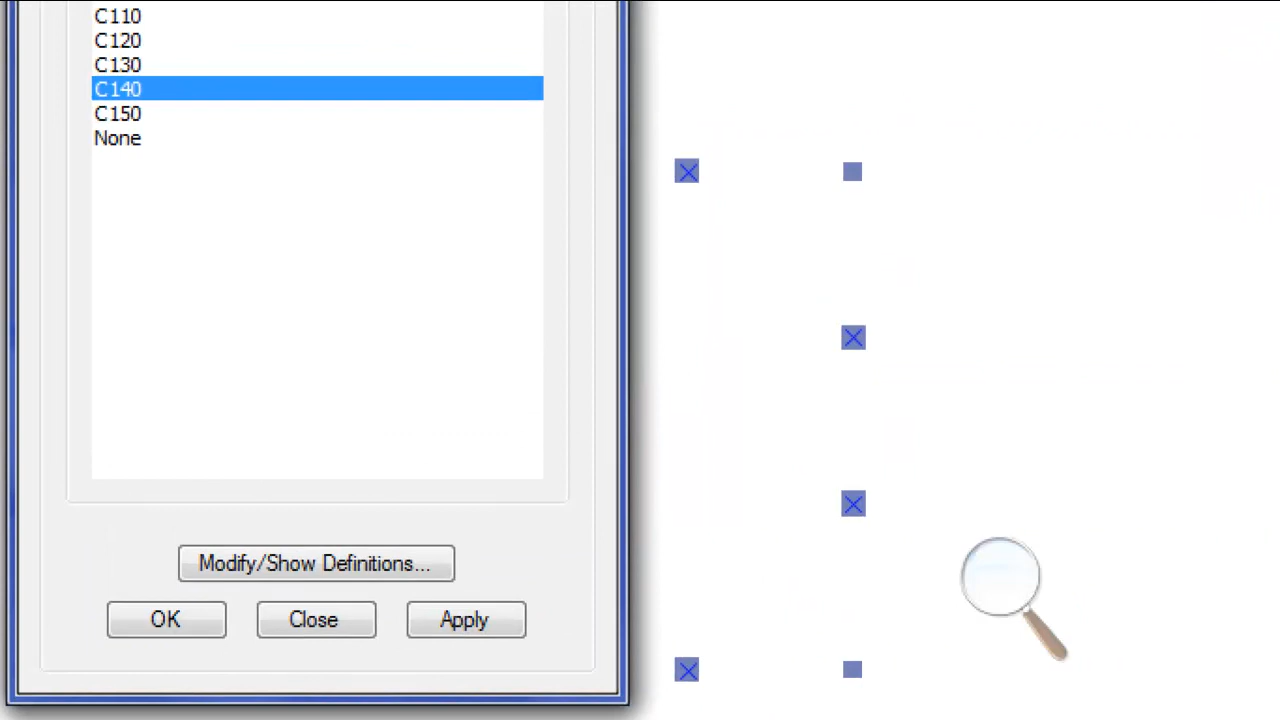 C110
C120
C130
C140
C150
None
Modify/Show Definitions...
OK
Close
Apply